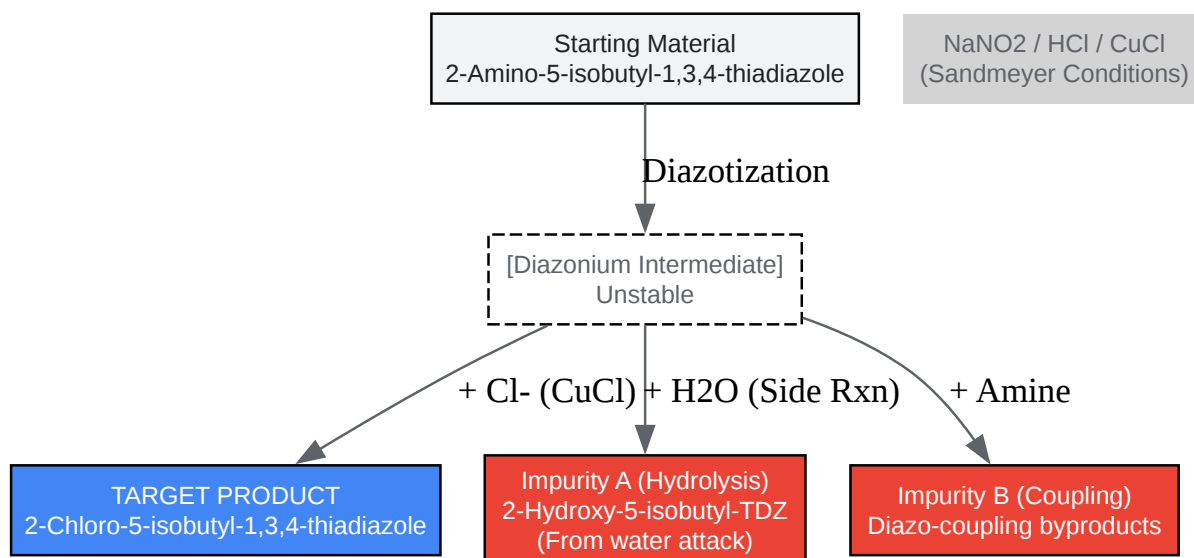 Starting Material
2-Amino-5-isobutyl-1,3,4-thiadiazole
NaNO2 / HCl / CuCl
(Sandmeyer Conditions)
Diazotization
[Diazonium Intermediate]
Unstable
+ Cl- (CuCl)
+ H2O (Side Rxn)
+ Amine
TARGET PRODUCT
2-Chloro-5-isobutyl-1,3,4-thiadiazole
Impurity A (Hydrolysis)
2-Hydroxy-5-isobutyl-TDZ
(From water attack)
Impurity B (Coupling)
Diazo-coupling byproducts